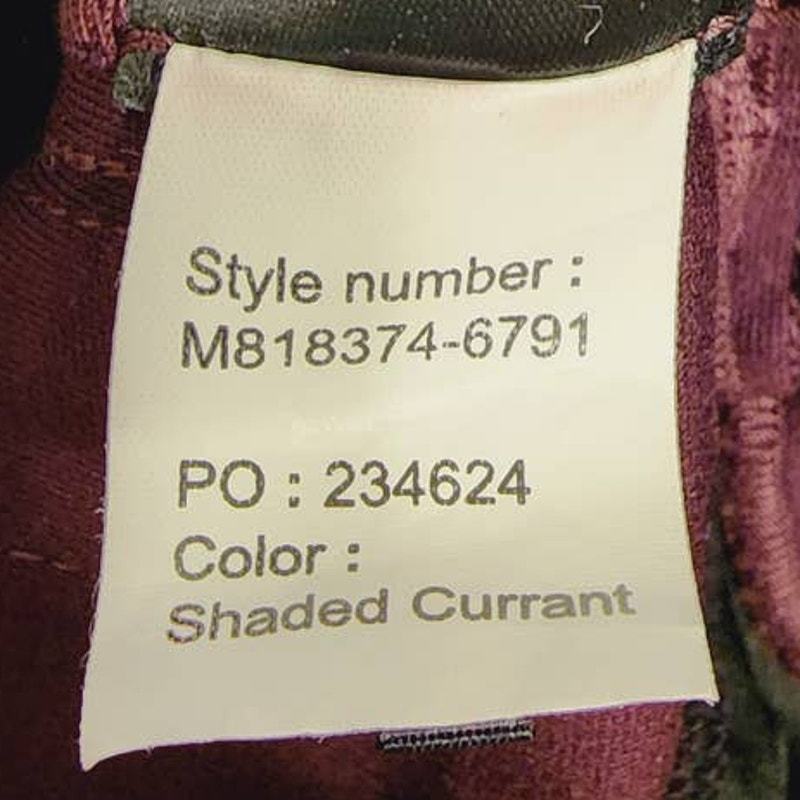 Style number :
M818374-6791
PO : 234624
Color :
Shaded Currant